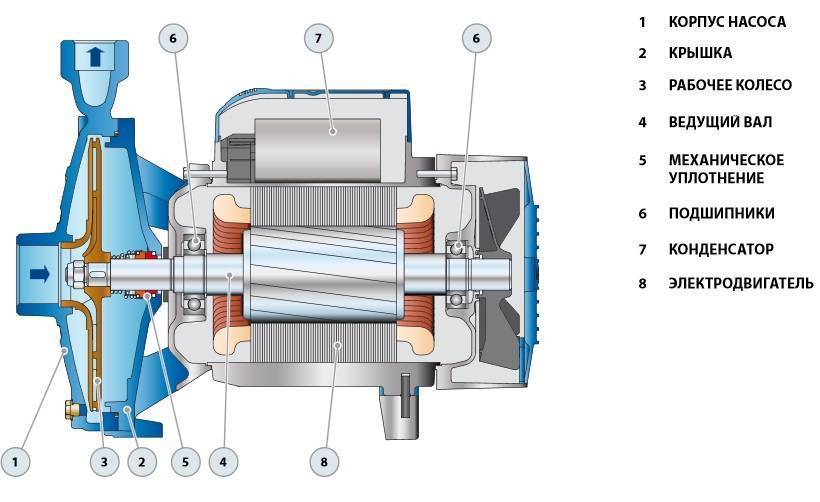 6 7 6
1 КОРПУС НАСОСА
2 КРЫШКА
3 РАБОЧЕЕ КОЛЕСО
4 ВЕДУЩИЙ ВАЛ
5 МЕХАНИЧЕСКОЕ
УПЛОТНЕНИЕ
6 ПОДШИПНИКИ
7 КОНДЕНСАТОР
8 ЭЛЕКТРОДВИГАТЕЛЬ
1 3 2 5 4 8